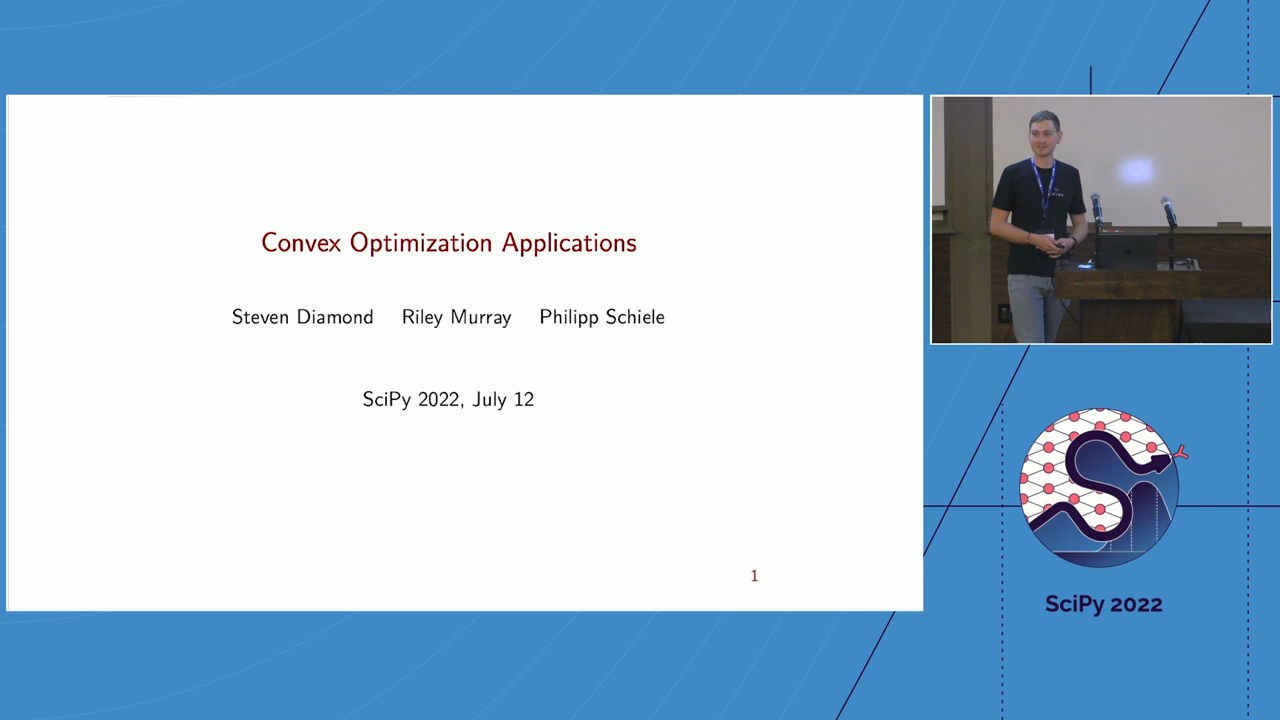 Convex Optimization Applications
Steven Diamond Riley Murray Philipp Schiele
SciPy 2022, July 12
1
SciPy 2022